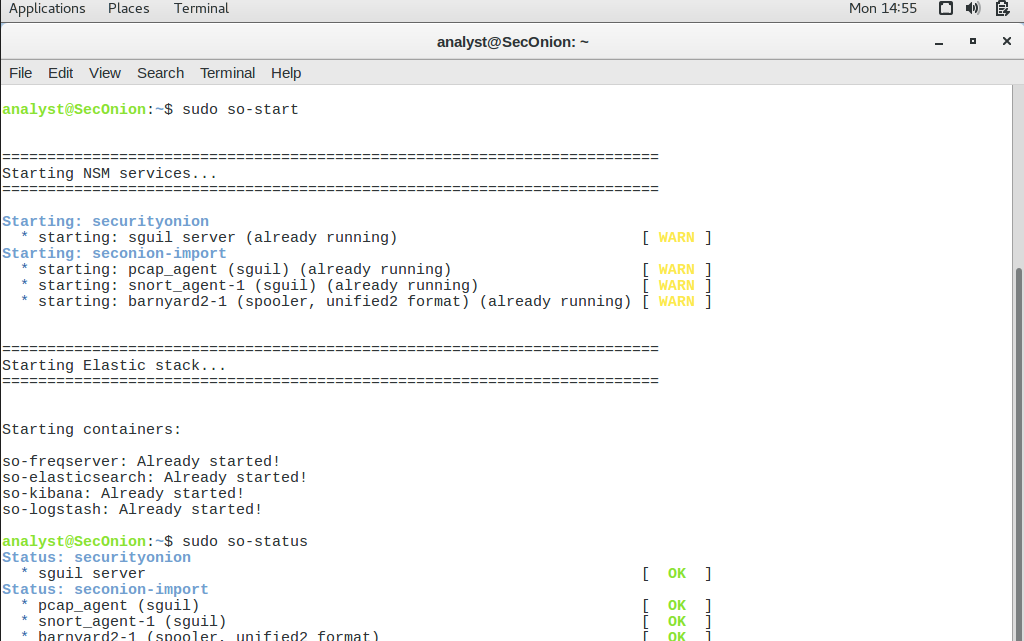 Applications Places Terminal Mon 14:55
analyst@SecOnion: ~
File Edit View Search Terminal Help
analyst@SecOnion:~$ sudo so-start
=========================================================================
Starting NSM services...
=========================================================================
Starting: securityonion
* starting: sguil server (already running) [ WARN ]
Starting: seconion-import
* starting: pcap_agent (sguil) (already running) [ WARN ]
* starting: snort_agent-1 (sguil) (already running) [ WARN ]
* starting: barnyard2-1 (spooler, unified2 format) (already running) [ WARN ]
=========================================================================
Starting Elastic stack...
=========================================================================
Starting containers:
so-freqserver: Already started!
so-elasticsearch: Already started!
so-kibana: Already started!
so-logstash: Already started!
analyst@SecOnion:~$ sudo so-status
Status: securityonion
* sguil server [ OK ]
Status: seconion-import
* pcap_agent (sguil) [ OK ]
* snort_agent-1 (sguil) [ OK ]
* barnyard2-1 (spooler, unified2 format) [ OK ]